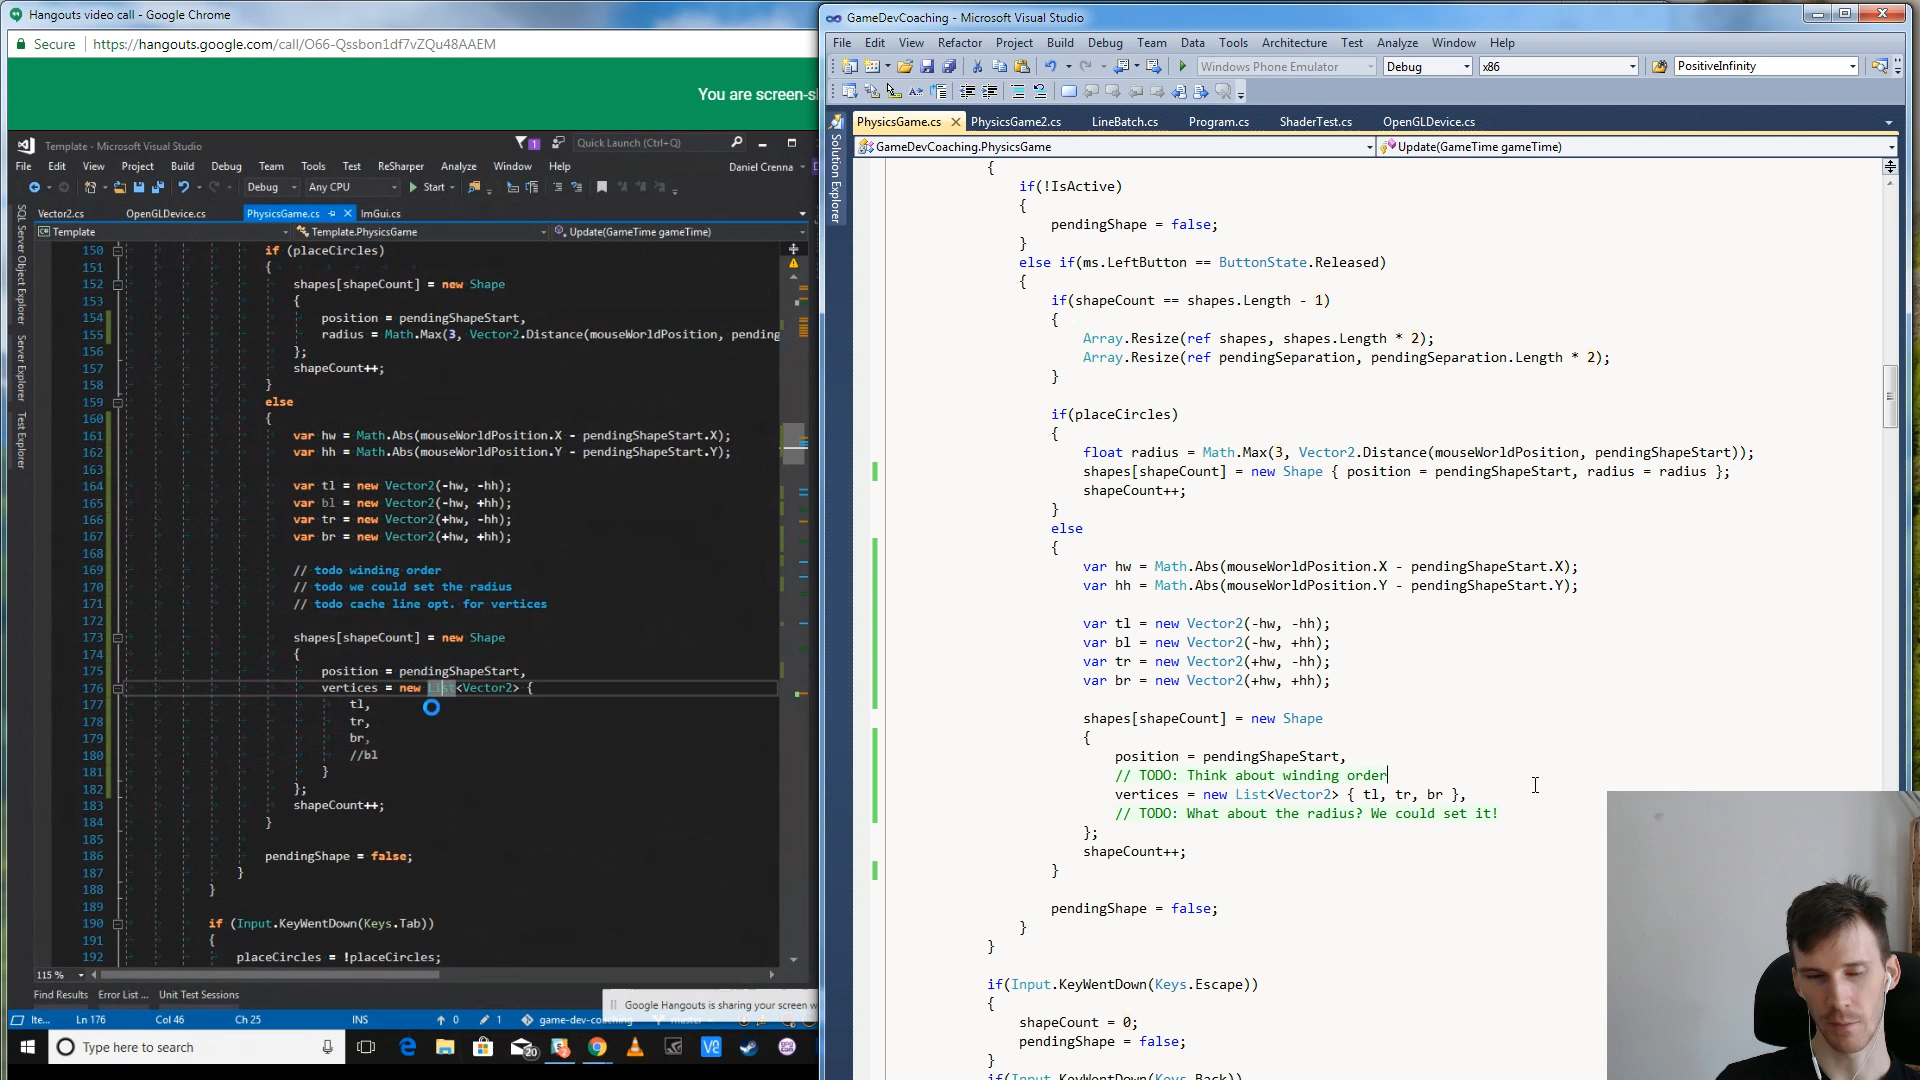 Hangouts video call - Google Chrome
Secure https://hangouts.google.com/call/O66-Qssbon1df7vZQu48AAEM
You are screen-s
Template - Microsoft Visual Studio
1
Quick Launch (Ctrl+Q)
File Edit View Project Build Debug Team Tools Test ReSharper Analyze Window Help
Daniel Crenna
Debug Any CPU Start
Vector2.cs OpenGLDevice.cs PhysicsGame.cs ImGui.cs
Template Template.PhysicsGame Update(GameTime gameTime)
SQL Server Object Explorer
Server Explorer
Test Explorer
150 if (placeCircles)
151 {
152 shapes[shapeCount] = new Shape
153 {
154 position = pendingShapeStart,
155 radius = Math.Max(3, Vector2.Distance(mouseWorldPosition, pending
156 };
157 shapeCount++;
158 }
159 else
160 {
161 var hw = Math.Abs(mouseWorldPosition.X - pendingShapeStart.X);
162 var hh = Math.Abs(mouseWorldPosition.Y - pendingShapeStart.Y);
163
164 var tl = new Vector2(-hw, -hh);
165 var bl = new Vector2(-hw, +hh);
166 var tr = new Vector2(+hw, -hh);
167 var br = new Vector2(+hw, +hh);
168
169 // todo winding order
170 // todo we could set the radius
171 // todo cache line opt. for vertices
172
173 shapes[shapeCount] = new Shape
174 {
175 position = pendingShapeStart,
176 vertices = new List<Vector2> {
177 tl,
178 tr,
179 br,
180 //bl
181 }
182 };
183 shapeCount++;
184 }
185
186 pendingShape = false;
187 }
188 }
189
190 if (Input.KeyWentDown(Keys.Tab))
191 {
192 placeCircles = !placeCircles;
115 %
Find Results Error List ... Unit Test Sessions
Google Hangouts is sharing your screen w
Ite... Ln 176 Col 46 Ch 25 INS 0 1 game-dev-coaching master
Type here to search
20
GameDevCoaching - Microsoft Visual Studio
File Edit View Refactor Project Build Debug Team Data Tools Architecture Test Analyze Window Help
Windows Phone Emulator Debug x86 PositiveInfinity
PhysicsGame.cs PhysicsGame2.cs LineBatch.cs Program.cs ShaderTest.cs OpenGLDevice.cs
GameDevCoaching.PhysicsGame Update(GameTime gameTime)
Solution Explorer
{
if(!IsActive)
{
pendingShape = false;
}
else if(ms.LeftButton == ButtonState.Released)
{
if(shapeCount == shapes.Length - 1)
{
Array.Resize(ref shapes, shapes.Length * 2);
Array.Resize(ref pendingSeparation, pendingSeparation.Length * 2);
}
if(placeCircles)
{
float radius = Math.Max(3, Vector2.Distance(mouseWorldPosition, pendingShapeStart));
shapes[shapeCount] = new Shape { position = pendingShapeStart, radius = radius };
shapeCount++;
}
else
{
var hw = Math.Abs(mouseWorldPosition.X - pendingShapeStart.X);
var hh = Math.Abs(mouseWorldPosition.Y - pendingShapeStart.Y);
var tl = new Vector2(-hw, -hh);
var bl = new Vector2(-hw, +hh);
var tr = new Vector2(+hw, -hh);
var br = new Vector2(+hw, +hh);
shapes[shapeCount] = new Shape
{
position = pendingShapeStart,
// TODO: Think about winding order
vertices = new List<Vector2> { tl, tr, br },
// TODO: What about the radius? We could set it!
};
shapeCount++;
}
pendingShape = false;
}
}
if(Input.KeyWentDown(Keys.Escape))
{
shapeCount = 0;
pendingShape = false;
}
if(Input.KeyWentDown(Keys.Back))